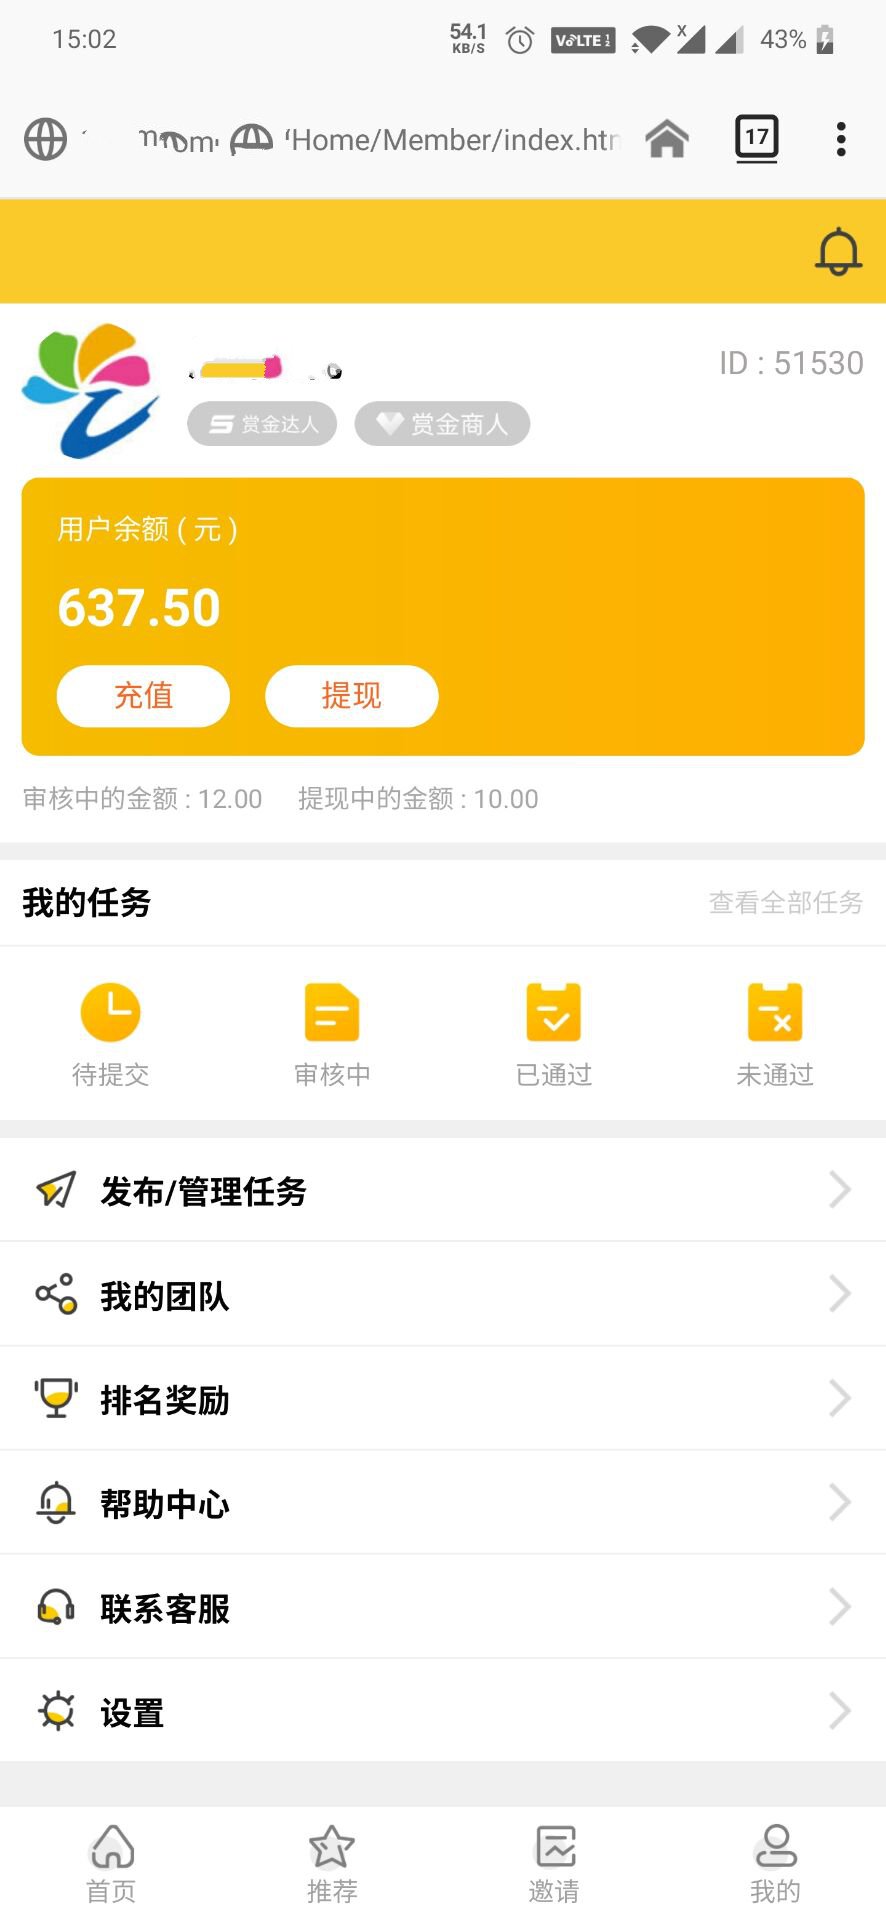 15:02 54.1 KB/S VoLTE 1 2 X 43%
Home/Member/index.htm 17
ID : 51530
赏金达人 赏金商人
用户余额 ( 元 )
637.50
充值 提现
审核中的金额 : 12.00 提现中的金额 : 10.00
我的任务 查看全部任务
待提交 审核中 已通过 未通过
发布/管理任务
我的团队
排名奖励
帮助中心
联系客服
设置
首页 推荐 邀请 我的